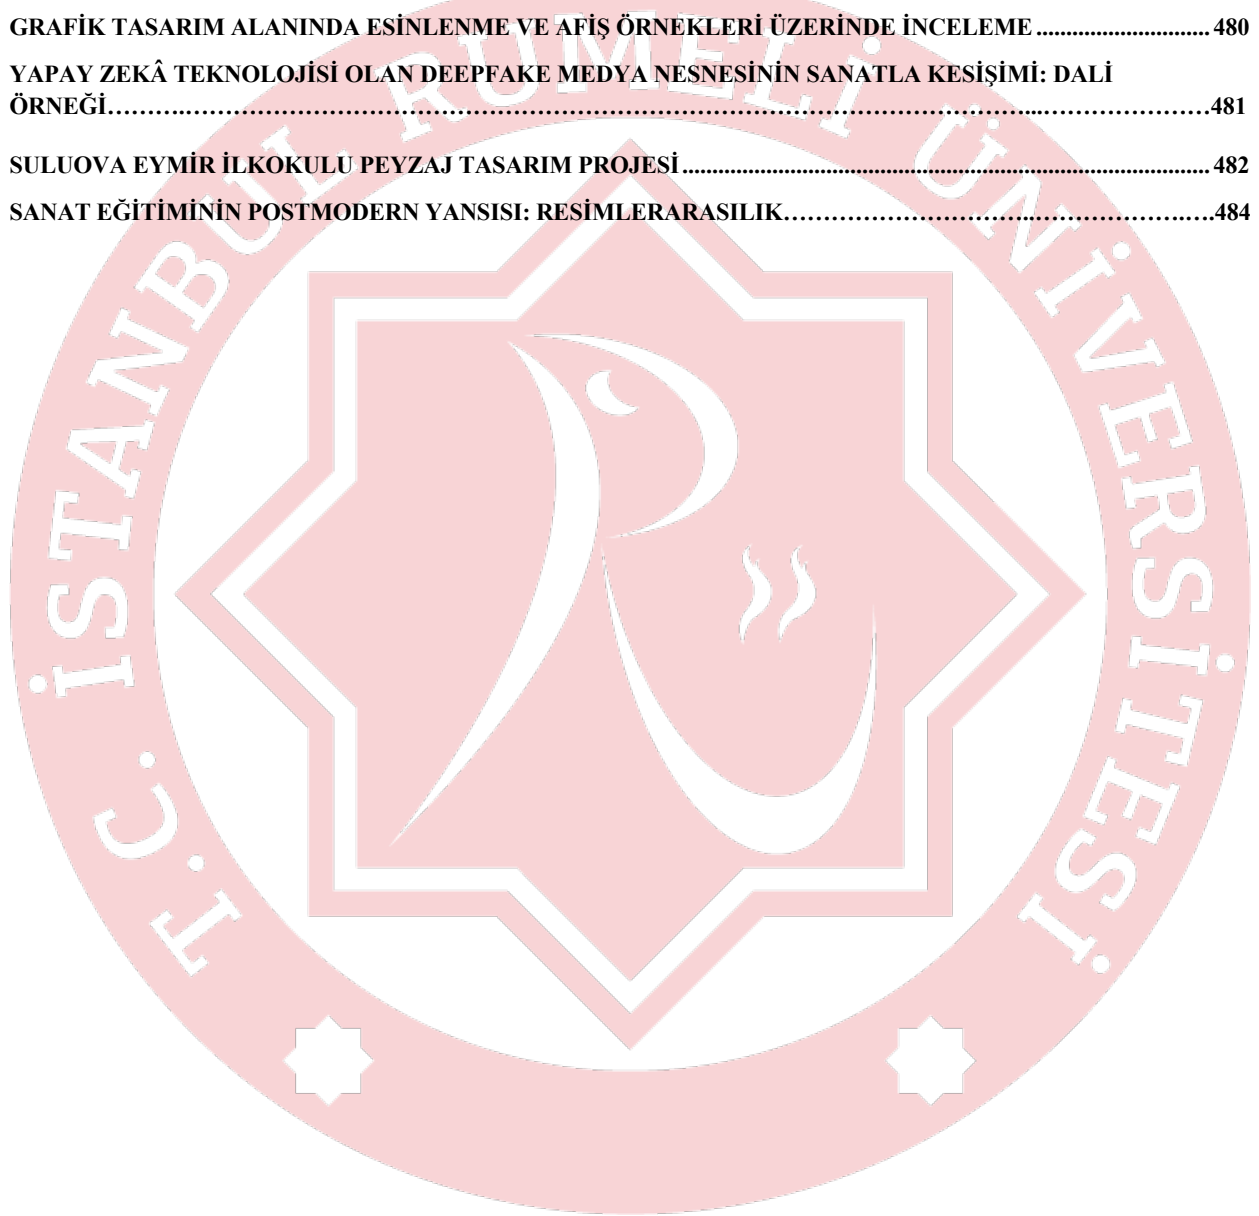 GRAFİK TASARIM ALANINDA ESİNLENME VE AFİŞ ÖRNEKLERİ ÜZERİNDE İNCELEME ............................. 480
YAPAY ZEKÂ TEKNOLOJİSİ OLAN DEEPFAKE MEDYA NESNESİNİN SANATLA KESİŞİMİ: DALİ
ÖRNEĞİ……….……………………………………………………………………………………………………481
SULUOVA EYMİR İLKOKULU PEYZAJ TASARIM PROJESİ ........................................................................................ 482
SANAT EĞİTİMİNİN POSTMODERN YANSISI: RESİMLERARASILIK……………………………………….…484
T.C. İSTANBUL RUMELİ ÜNİVERSİTESİ